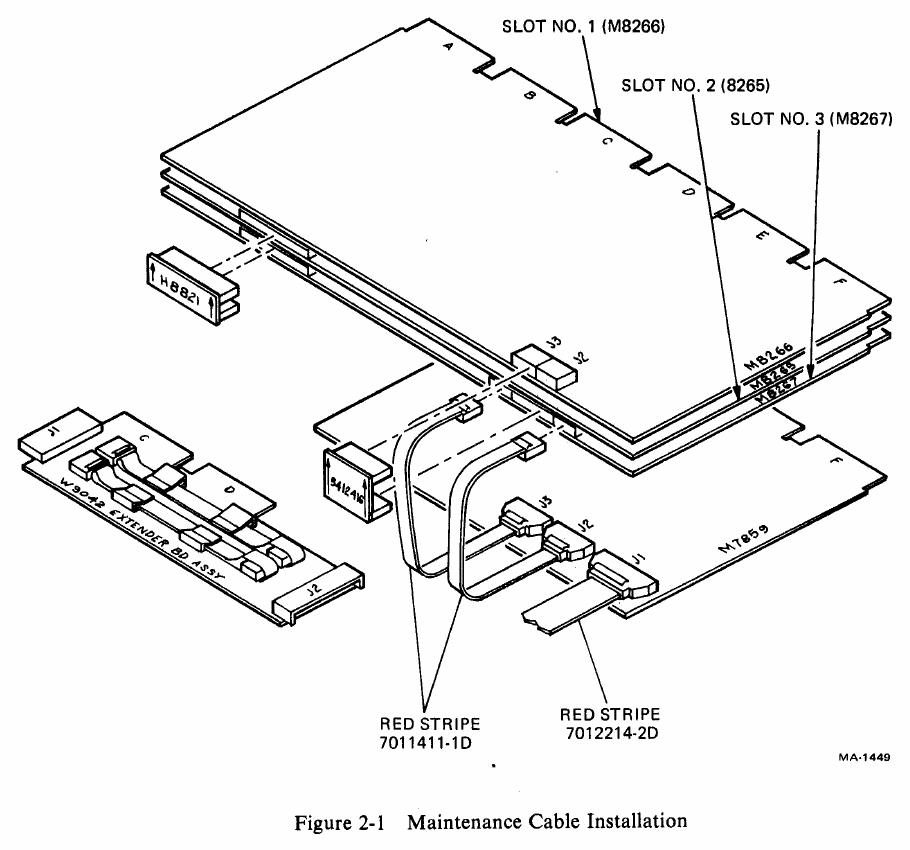 SLOT NO. 1 (M8266)
SLOT NO. 2 (8265)
SLOT NO. 3 (M8267)
A
B
C
D
E
F
H8821
J3
J2
M8266
M8265
M8267
J1
C
D
W9042 EXTENDER BD ASSY
J2
5412416
J3
J2
J1
F
M7859
RED STRIPE
7011411-1D
RED STRIPE
7012214-2D
MA-1449
Figure 2-1 Maintenance Cable Installation